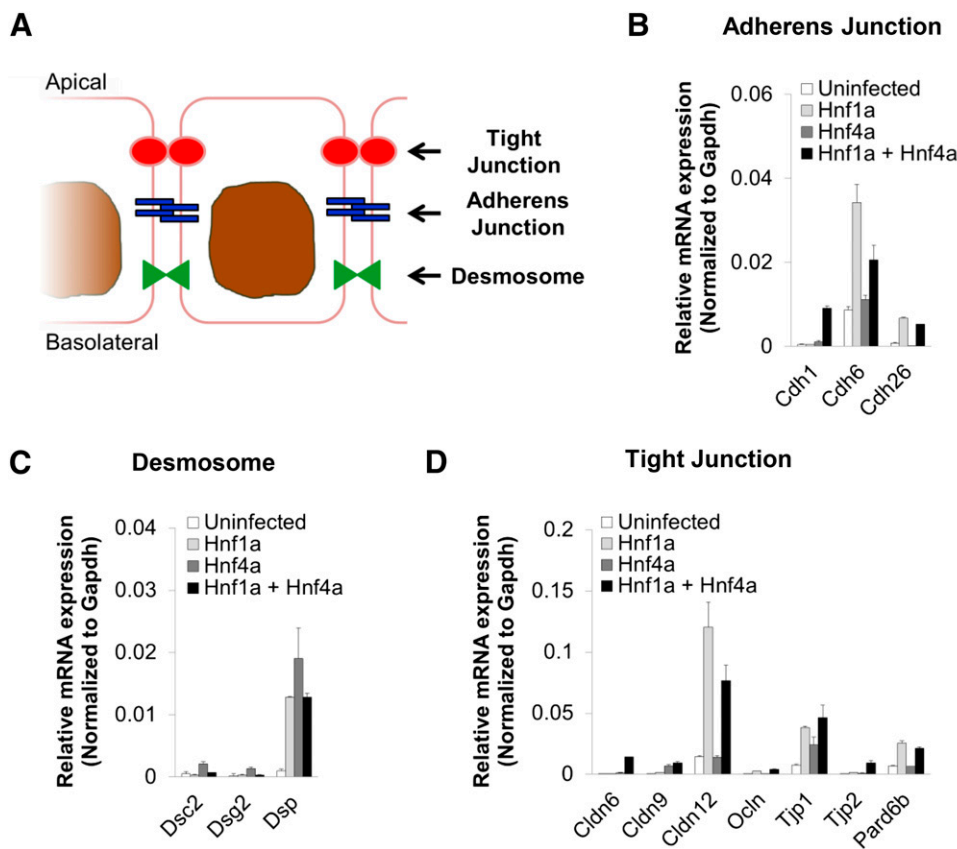 A
Apical
Tight
Junction
Adherens
Junction
Desmosome
Basolateral
B
Adherens Junction
Relative mRNA expression
(Normalized to Gapdh)
Uninfected
Hnf1a
Hnf4a
Hnf1a + Hnf4a
0.06
0.04
0.02
0
Cdh1
Cdh6
Cdh26
C
Desmosome
Relative mRNA expression
(Normalized to Gapdh)
Uninfected
Hnf1a
Hnf4a
Hnf1a + Hnf4a
0.04
0.03
0.02
0.01
0
Dsc2
Dsg2
Dsp
D
Tight Junction
Relative mRNA expression
(Normalized to Gapdh)
Uninfected
Hnf1a
Hnf4a
Hnf1a + Hnf4a
0.2
0.15
0.1
0.05
0
Cldn6
Cldn9
Cldn12
Ocln
Tjp1
Tjp2
Pard6b